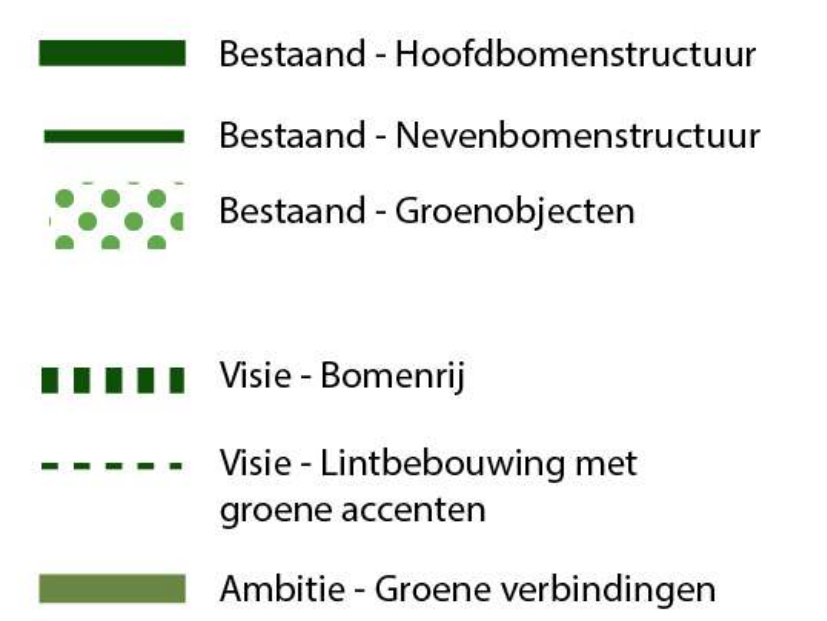 Bestaand - Hoofdbomenstructuur
Bestaand - Nevenbomenstructuur
Bestaand - Groenobjecten
Visie - Bomenrij
Visie - Lintbebouwing met
groene accenten
Ambitie - Groene verbindingen